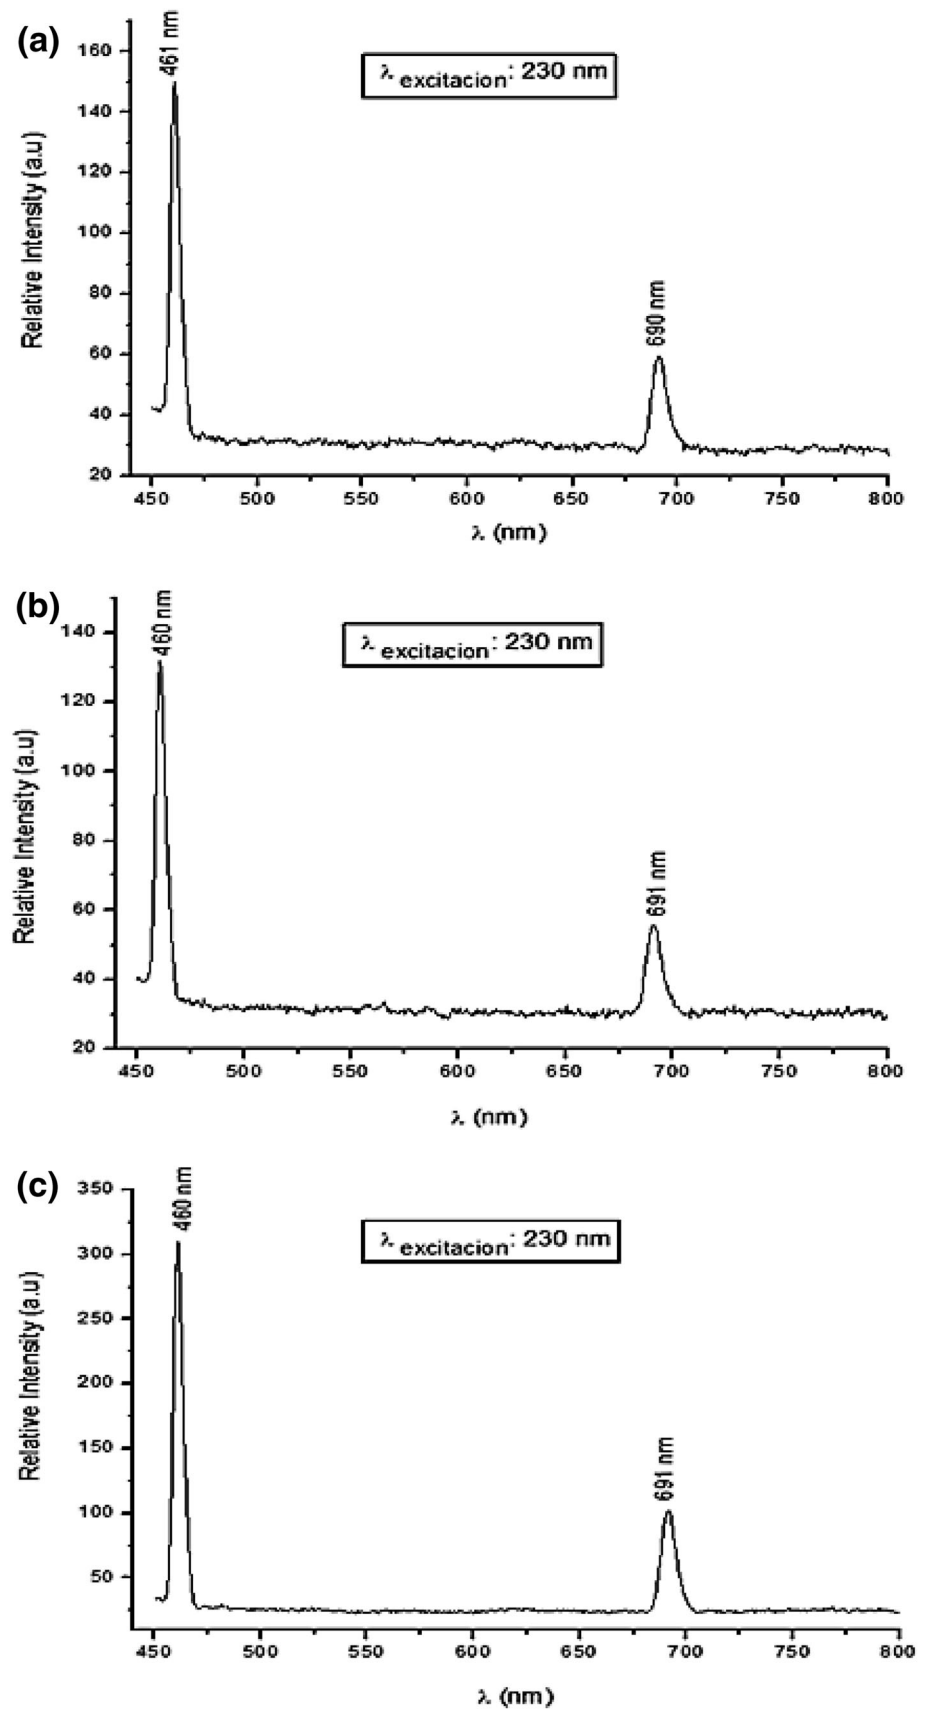 (a)
461 nm
λ excitacion: 230 nm
160
140
120
100
80
60
40
20
Relative Intensity (a.u)
690 nm
450 500 550 600 650 700 750 800
λ (nm)
(b)
460 nm
λ excitacion: 230 nm
140
120
100
80
60
40
20
Relative Intensity (a.u)
691 nm
450 500 550 600 650 700 750 800
λ (nm)
(c)
460 nm
λ excitacion: 230 nm
350
300
250
200
150
100
50
Relative Intensity (a.u)
691 nm
450 500 550 600 650 700 750 800
λ (nm)